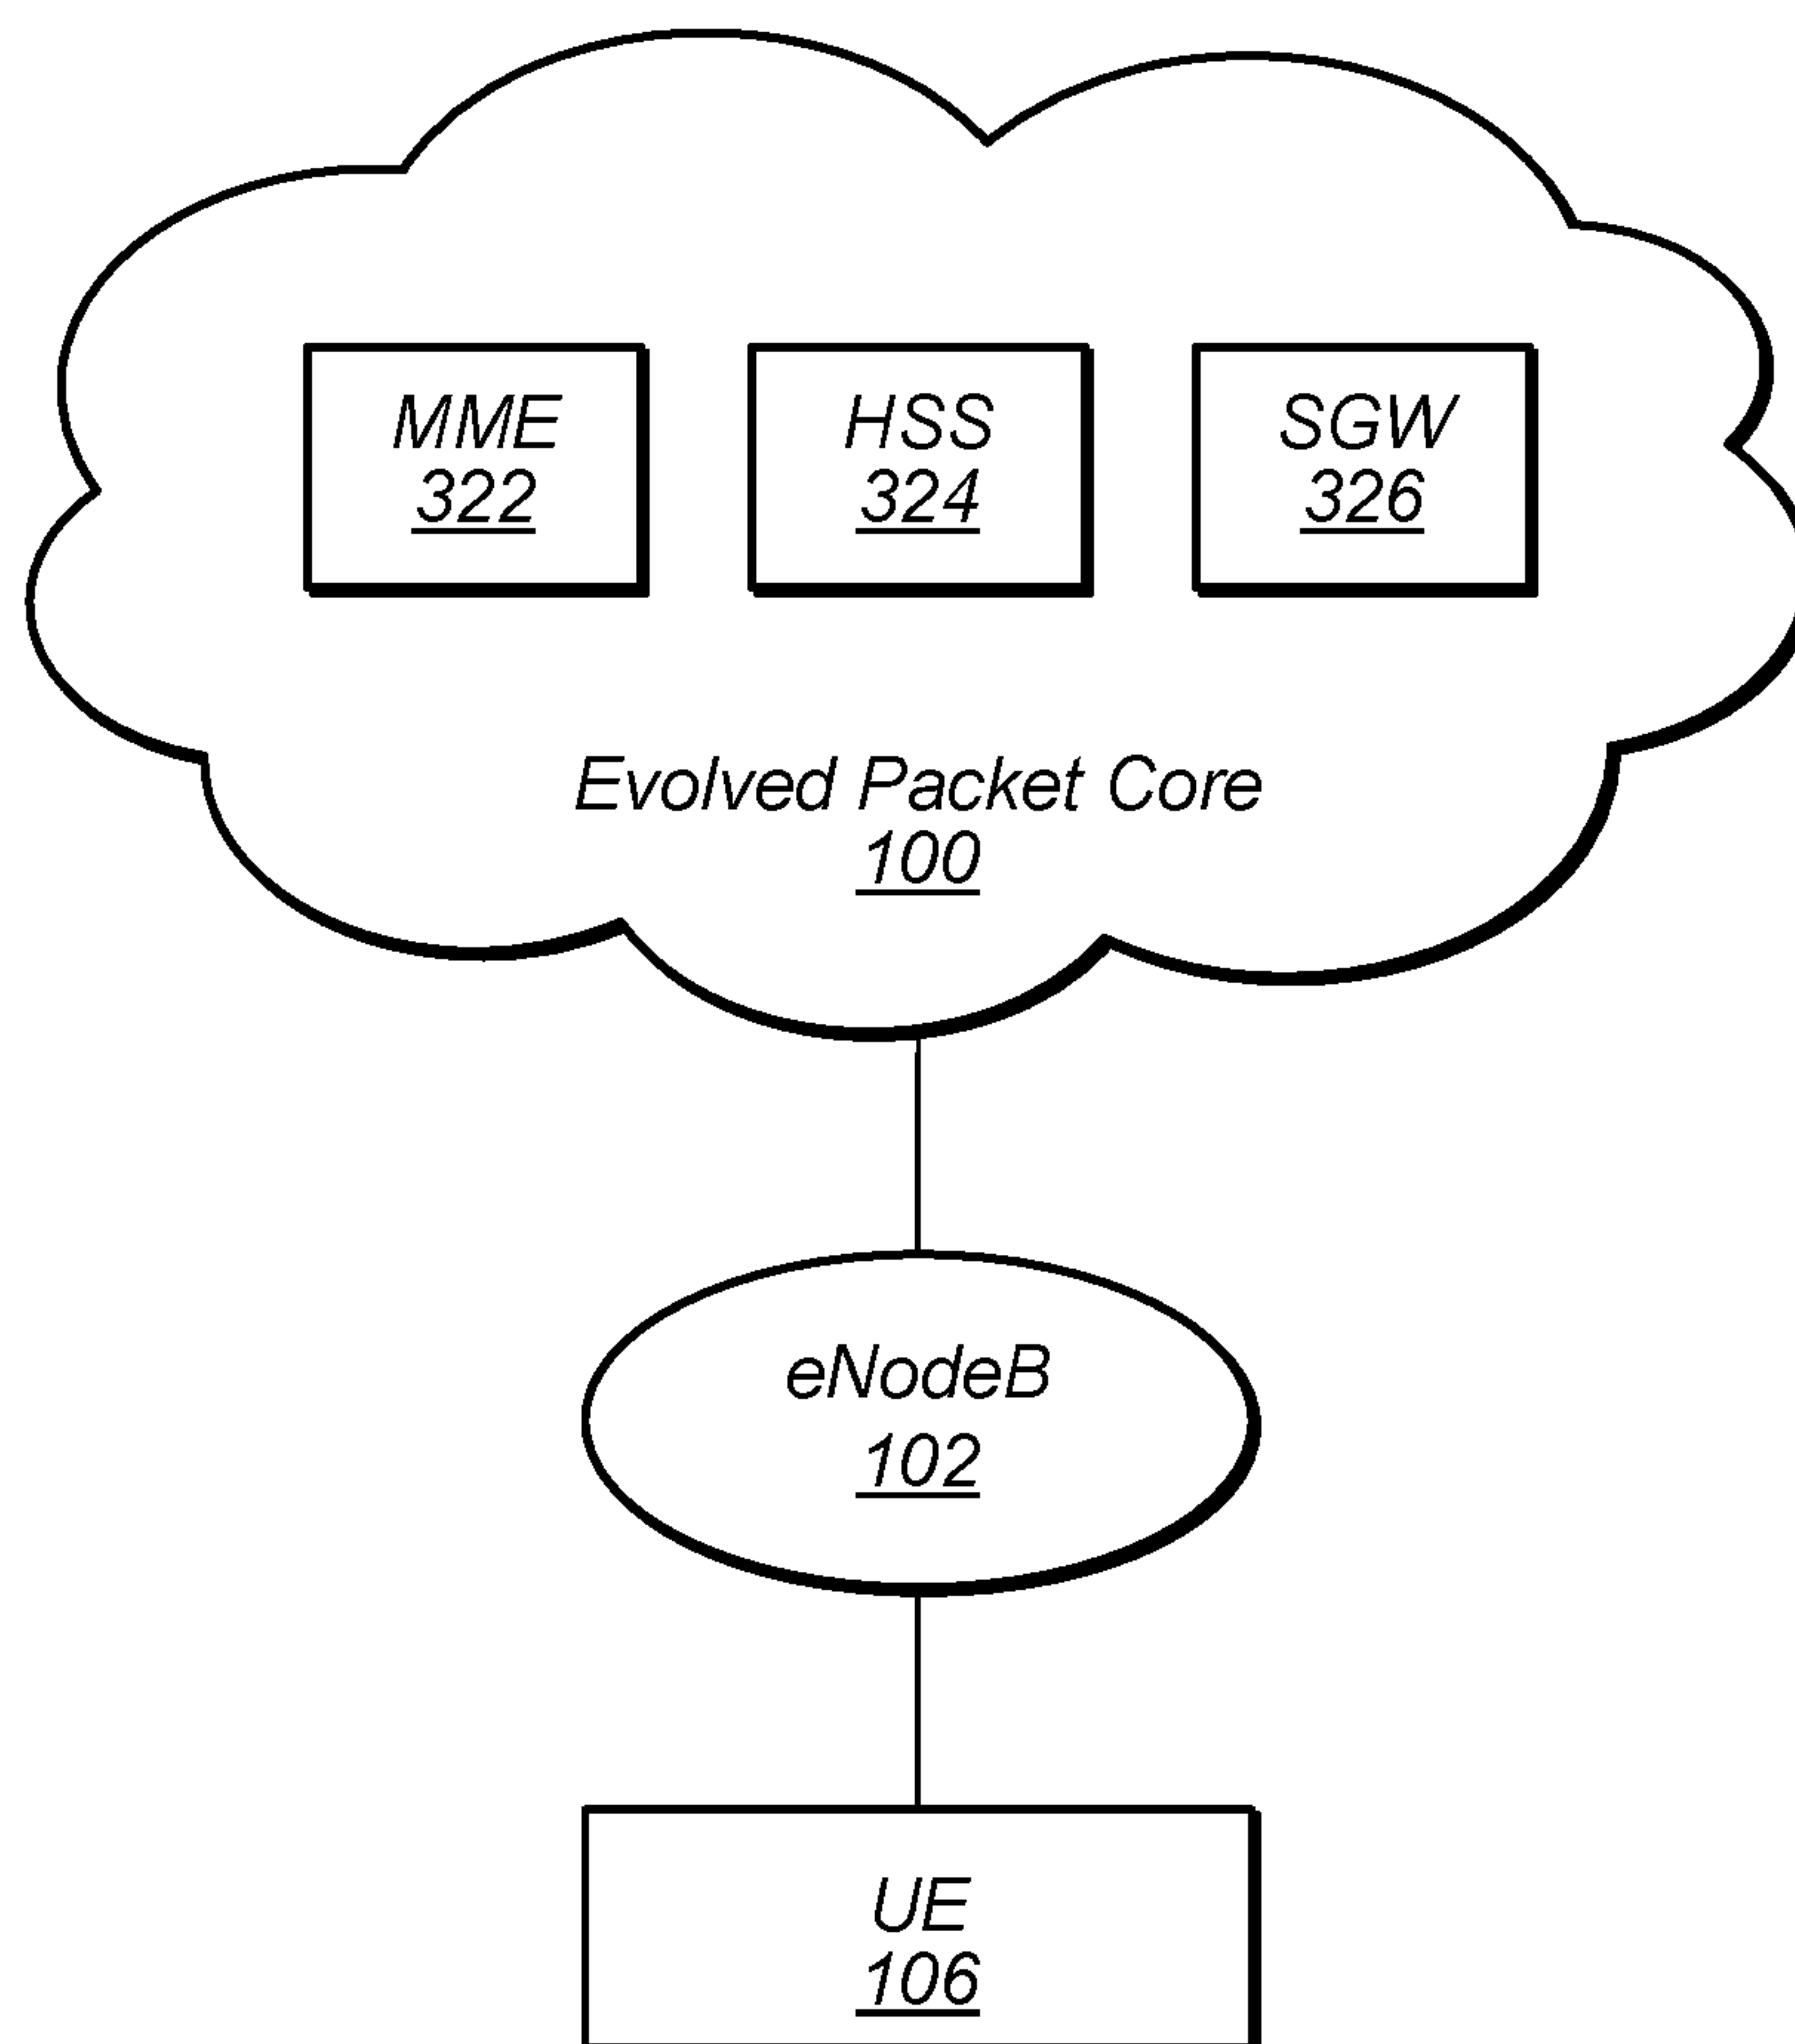 MME
322
HSS
324
SGW
326
Evolved Packet Core
100
eNodeB
102
UE
106